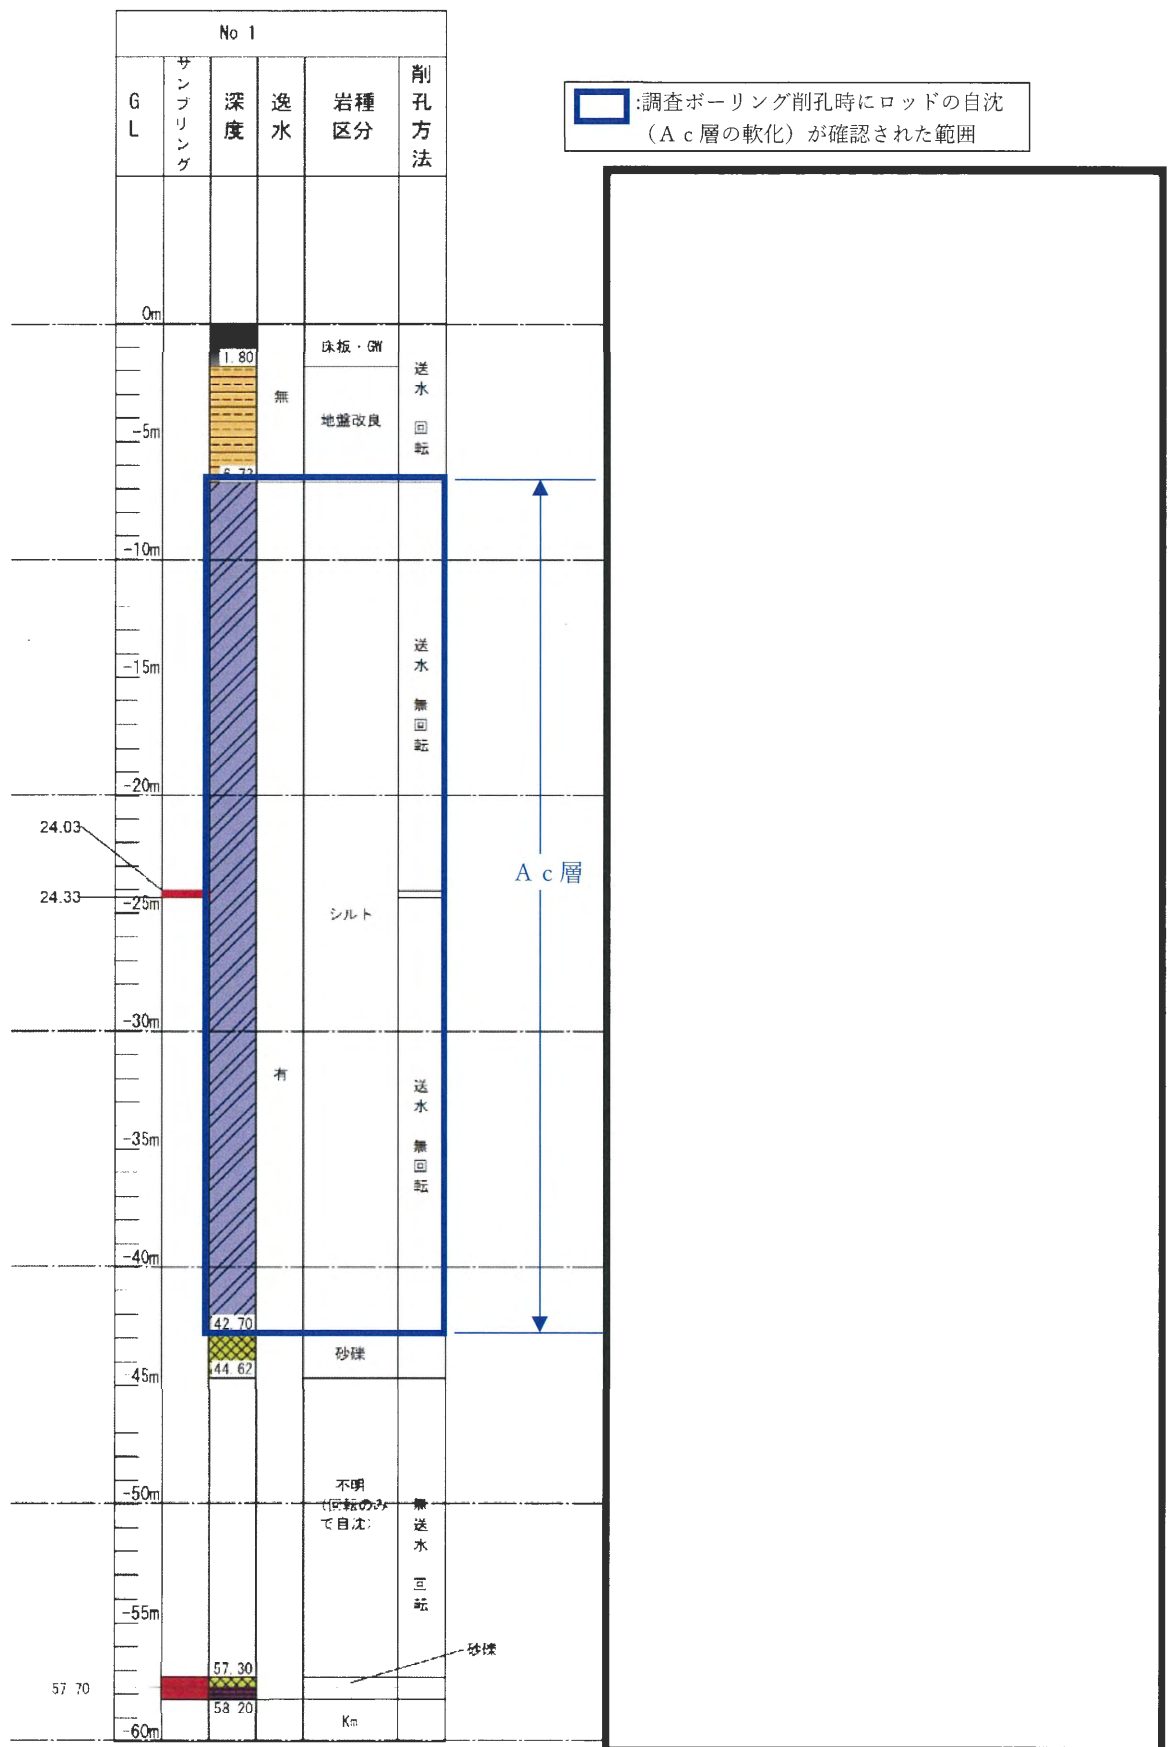 No 1
GL
サンプリング
深度
逸水
岩種区分
削孔方法
:調査ボーリング削孔時にロッドの自沈
(Ac層の軟化)が確認された範囲
0m
床板・GW
1.80
送水 回転
無
地盤改良
-5m
6.73
-10m
送水 無回転
-15m
-20m
24.03
Ac層
24.33
-25m
シルト
-30m
有
送水 無回転
-35m
-40m
42.70
砂礫
44.62
-45m
不明
(回転のみ
で自沈)
-50m
無送水 回転
-55m
砂礫
57.30
57 70
58 20
Km
-60m